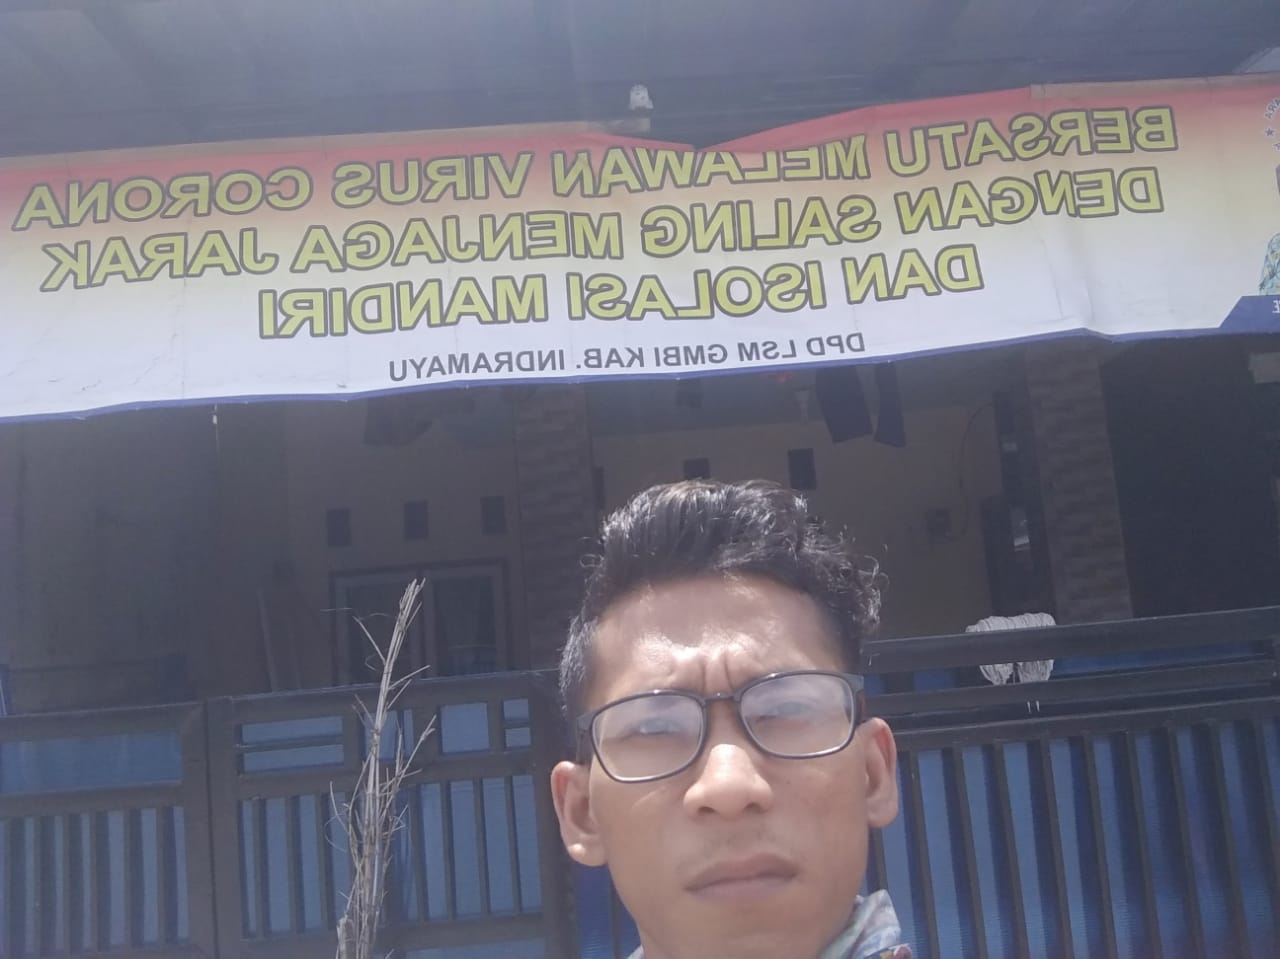 BERSATU MELAWAN VIRUS CORONA
DENGAN SALING MENJAGA JARAK
DAN ISOLASI MANDIRI
DPD LSM GMBI KAB. INDRAMAYU